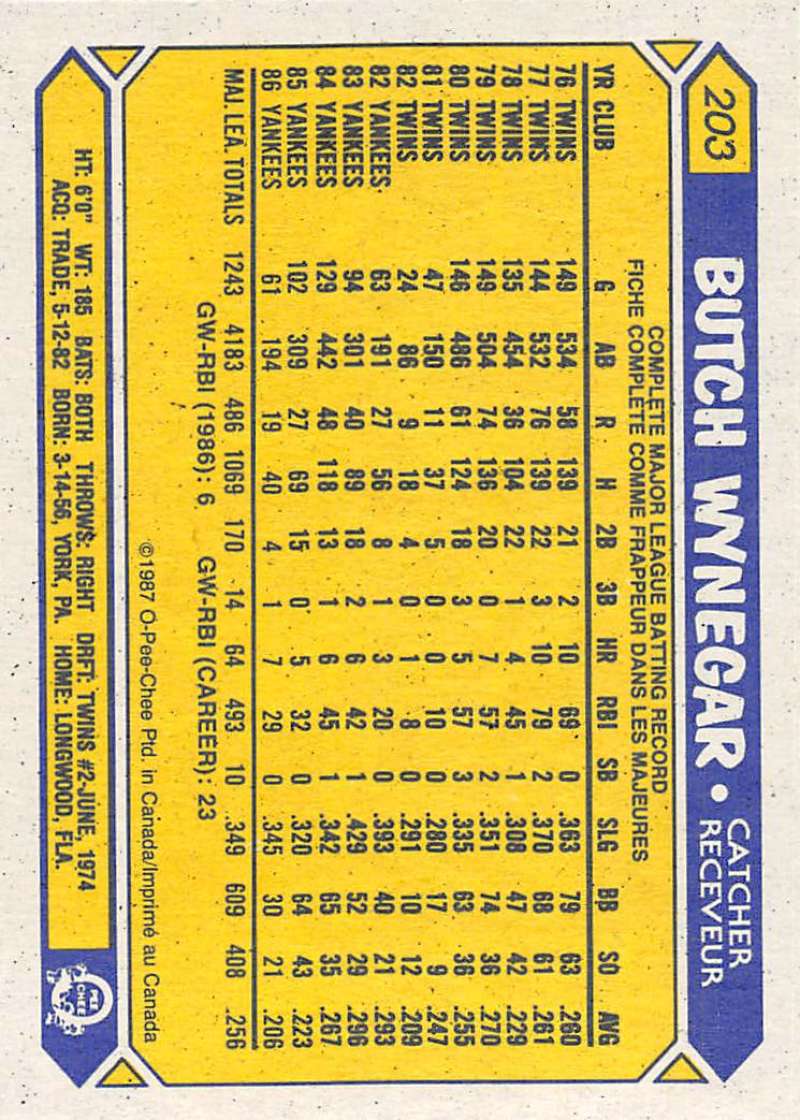 203 BUTCH WYNEGAR • CATCHER
RECEVEUR
COMPLETE MAJOR LEAGUE BATTING RECORD
FICHE COMPLÈTE COMME FRAPPEUR DANS LES MAJEURES
YR CLUB G AB R H 2B 3B HR RBI SB SLG BB SO AVG
76 TWINS 149 534 58 139 21 2 10 69 0 .363 79 63 .260
77 TWINS 144 532 76 139 22 3 10 79 2 .370 68 61 .261
78 TWINS 135 454 36 104 22 1 4 45 1 .308 47 42 .229
79 TWINS 149 504 74 136 20 0 7 57 2 .351 74 36 .270
80 TWINS 146 486 61 124 18 3 5 57 3 .335 63 36 .255
81 TWINS 47 150 11 37 5 0 0 10 0 .280 17 9 .247
82 TWINS 24 86 9 18 4 0 1 8 0 .291 10 12 .209
82 YANKEES 63 191 27 56 8 1 3 20 0 .393 40 21 .293
83 YANKEES 94 301 40 89 18 2 6 42 1 .429 52 29 .296
84 YANKEES 129 442 48 118 13 1 6 45 1 .342 65 35 .267
85 YANKEES 102 309 27 69 15 0 5 32 0 .320 64 43 .223
86 YANKEES 61 194 19 40 4 1 7 29 0 .345 30 21 .206
MAJ. LEA. TOTALS 1243 4183 486 1069 170 14 64 493 10 .349 609 408 .256
GW-RBI (1986): 6 GW-RBI (CAREER): 23
©1987 O-Pee-Chee Ptd. in Canada/Imprimé au Canada
HT: 6'0" WT: 185 BATS: BOTH THROWS: RIGHT DRFT: TWINS #2-JUNE, 1974
ACQ: TRADE, 5-12-82 BORN: 3-14-56, YORK, PA. HOME: LONGWOOD, FLA.
O
PEE
CHEE